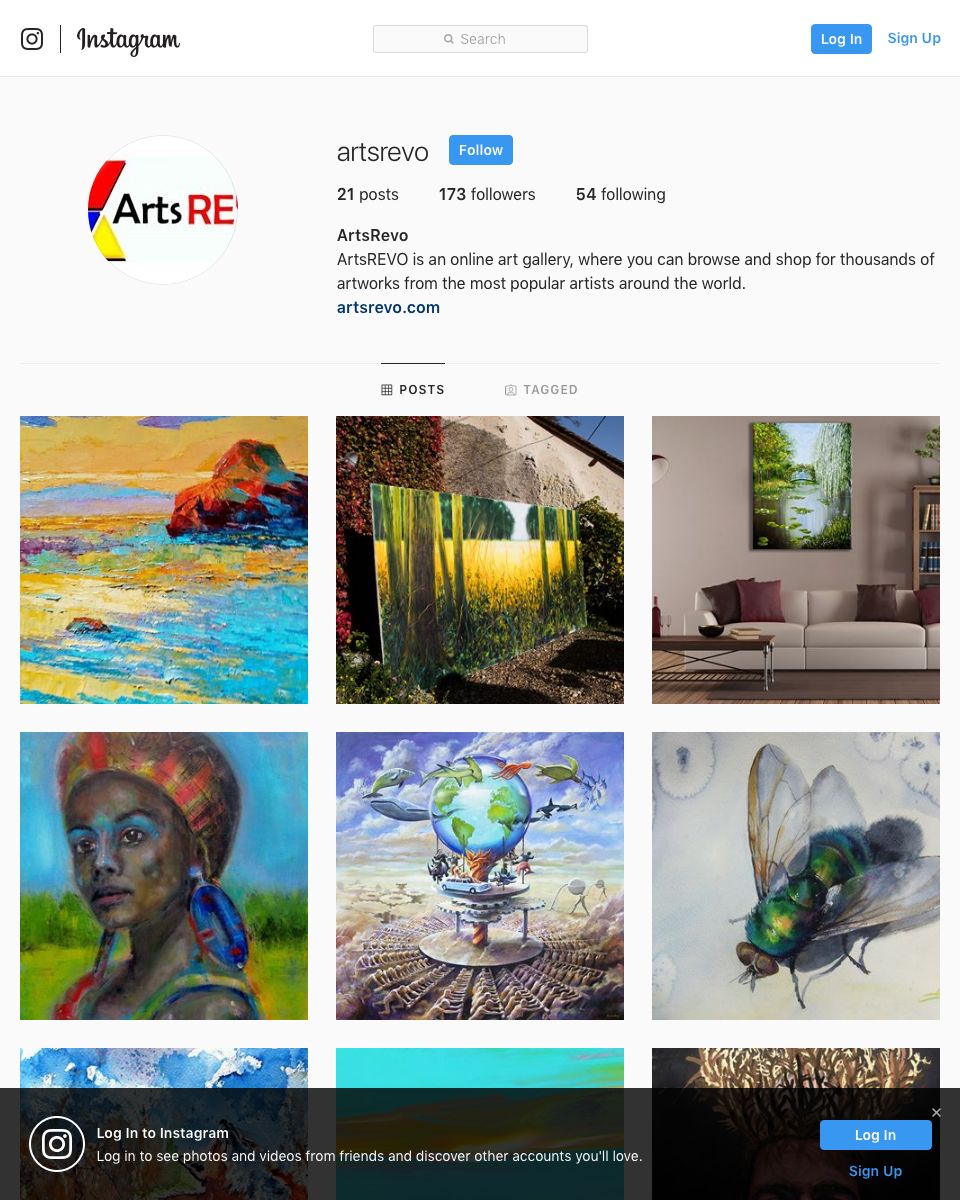 Instagram
Search
Log In
Sign Up
Arts RE
artsrevo
Follow
21 posts
173 followers
54 following
ArtsRevo
ArtsREVO is an online art gallery, where you can browse and shop for thousands of
artworks from the most popular artists around the world.
artsrevo.com
POSTS
TAGGED
Log In to Instagram
Log in to see photos and videos from friends and discover other accounts you'll love.
Log In
Sign Up